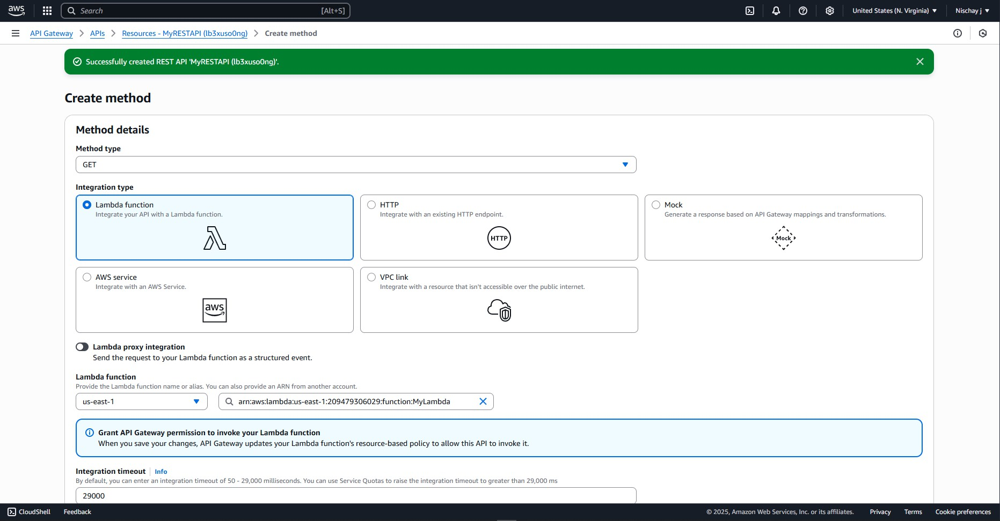 aws
Search [Alt+S]
United States (N. Virginia)
Nischay j
API Gateway
APIs
Resources - MyRESTAPI (lb3xuso0ng)
Create method
Successfully created REST API 'MyRESTAPI (lb3xuso0ng)'.
Create method
Method details
Method type
GET
Integration type
Lambda function
Integrate your API with a Lambda function.
HTTP
Integrate with an existing HTTP endpoint.
HTTP
Mock
Generate a response based on API Gateway mappings and transformations.
Mock
AWS service
Integrate with an AWS Service.
aws
VPC link
Integrate with a resource that isn't accessible over the public internet.
Lambda proxy integration
Send the request to your Lambda function as a structured event.
Lambda function
Provide the Lambda function name or alias. You can also provide an ARN from another account.
us-east-1
arn:aws:lambda:us-east-1:209479306029:function:MyLambda
Grant API Gateway permission to invoke your Lambda function
When you save your changes, API Gateway updates your Lambda function's resource-based policy to allow this API to invoke it.
Integration timeout
Info
By default, you can enter an integration timeout of 50 - 29,000 milliseconds. You can use Service Quotas to raise the integration timeout to greater than 29,000 ms
29000
CloudShell
Feedback
© 2025, Amazon Web Services, Inc. or its affiliates.
Privacy
Terms
Cookie preferences